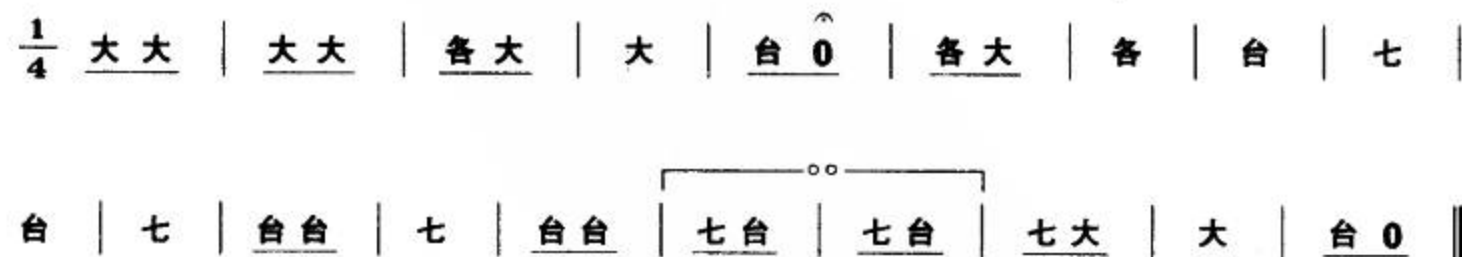 1/4 大 大 | 大 大 | 各 大 | 大 | 台 0 | 各 大 | 各 | 台 | 七 |
台 | 七 | 台 台 | 七 | 台 台 | 七 台 | 七 台 | 七 大 | 大 | 台 0 ‖